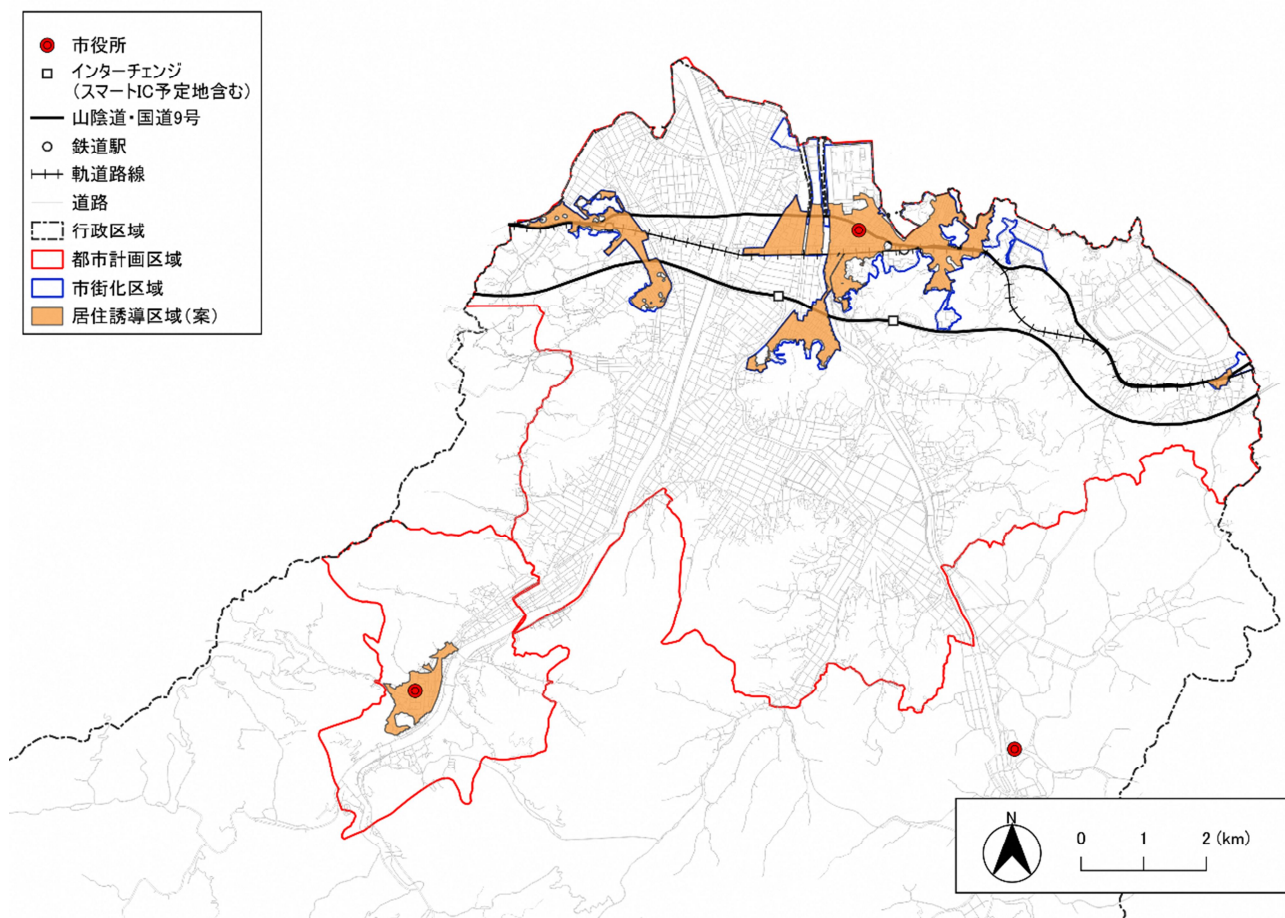 市役所
インターチェンジ
(スマートIC予定地含む)
山陰道・国道9号
鉄道駅
軌道路線
道路
行政区域
都市計画区域
市街化区域
居住誘導区域(案)
N
0 1 2 (km)